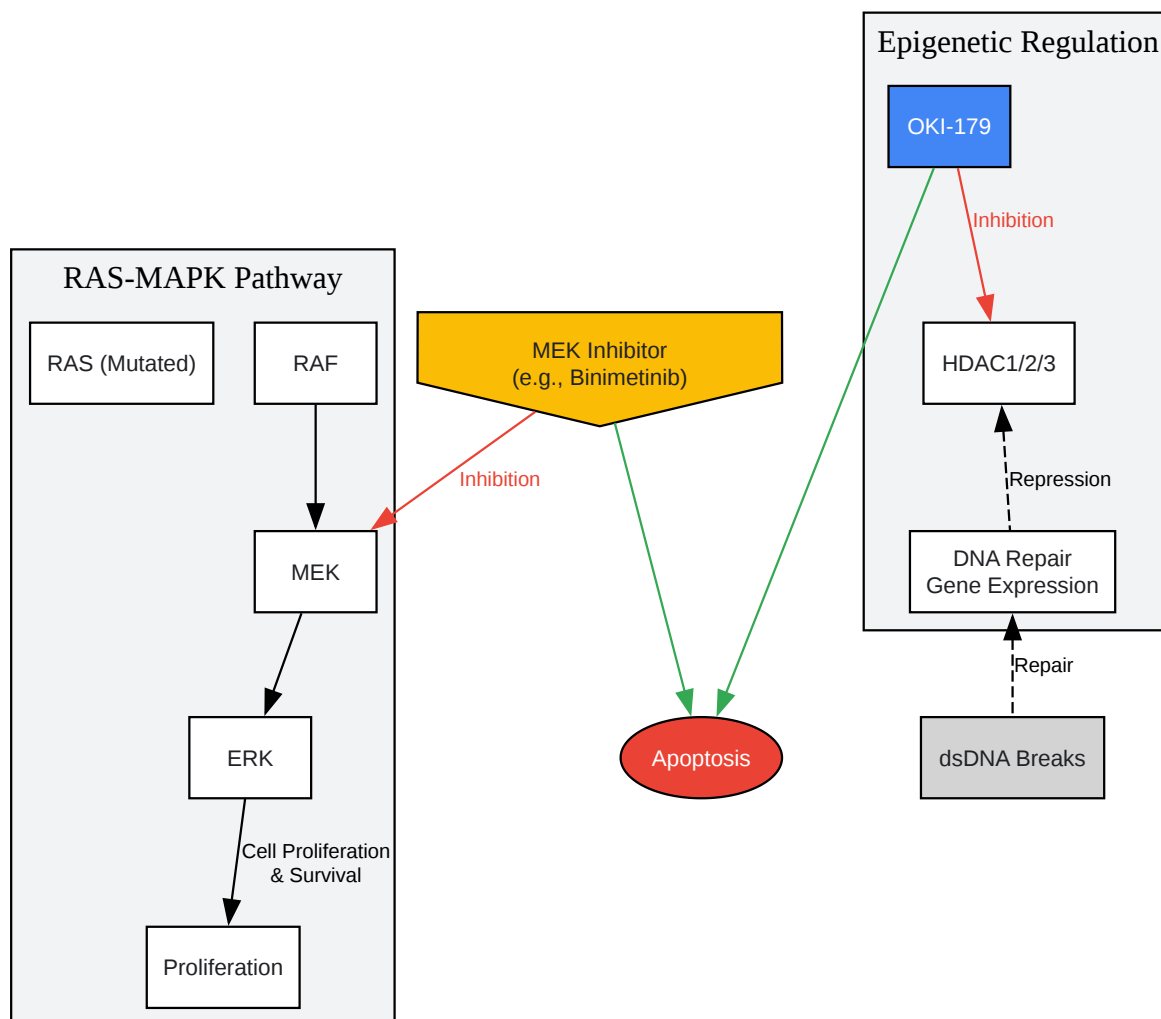 Epigenetic Regulation
OKI-179
Inhibition
RAS-MAPK Pathway
RAS (Mutated)
RAF
MEK Inhibitor
(e.g., Binimetinib)
HDAC1/2/3
Inhibition
Repression
MEK
DNA Repair
Gene Expression
Repair
ERK
Apoptosis
dsDNA Breaks
Cell Proliferation
& Survival
Proliferation